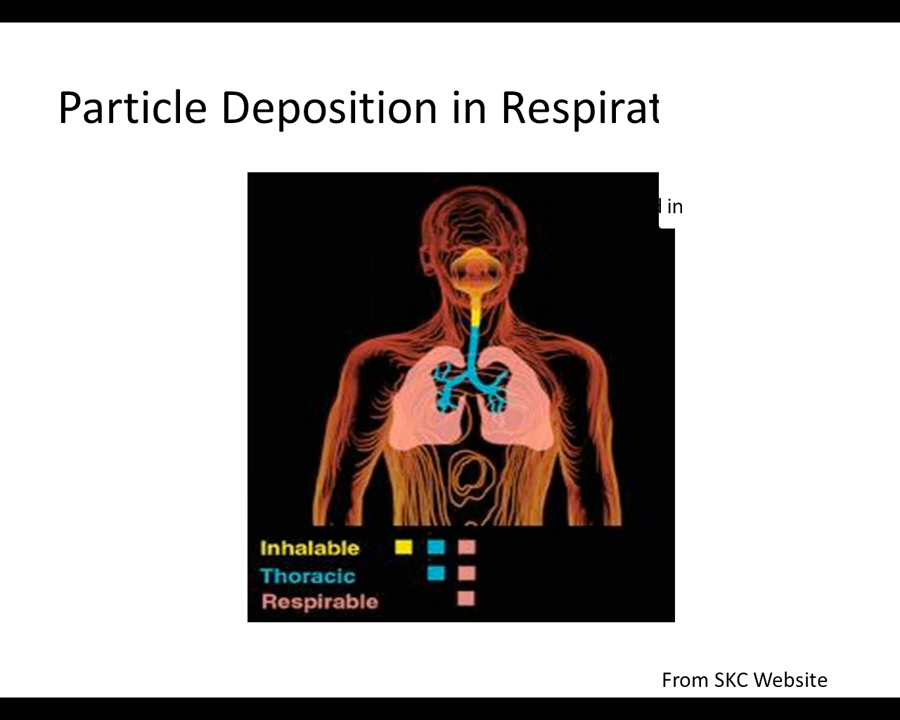 Particle Deposition in Respirat
in
Inhalable
Thoracic
Respirable
From SKC Website